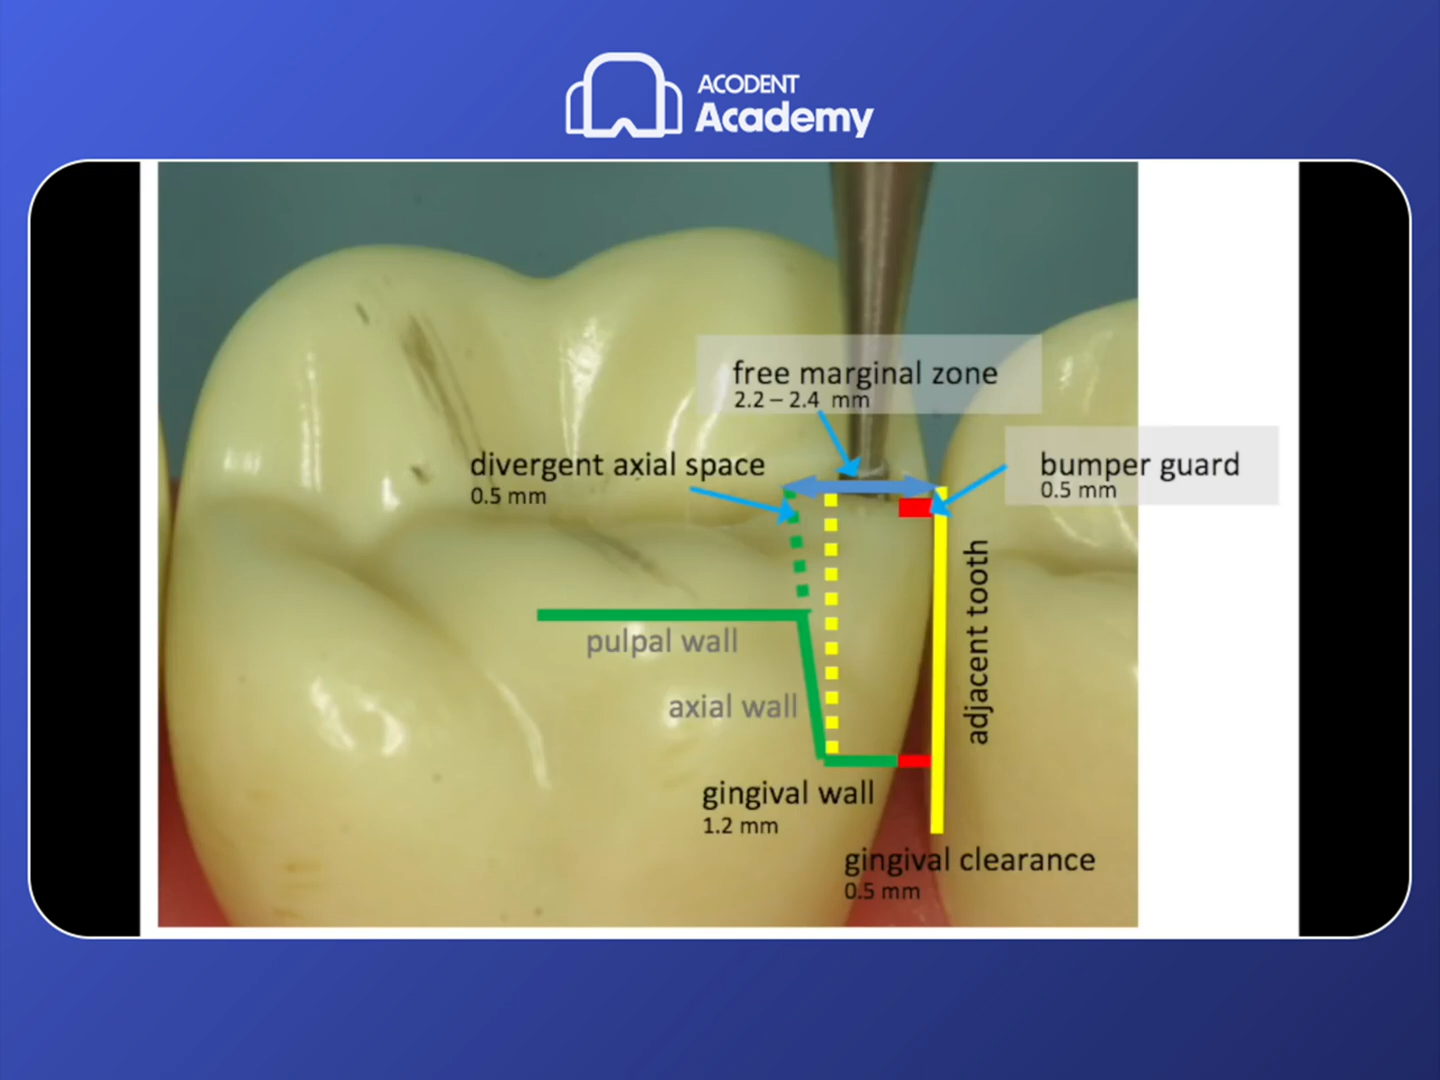 ACODENT
Academy
free marginal zone
2.2 – 2.4 mm
divergent axial space
0.5 mm
bumper guard
0.5 mm
adjacent tooth
pulpal wall
axial wall
gingival wall
1.2 mm
gingival clearance
0.5 mm